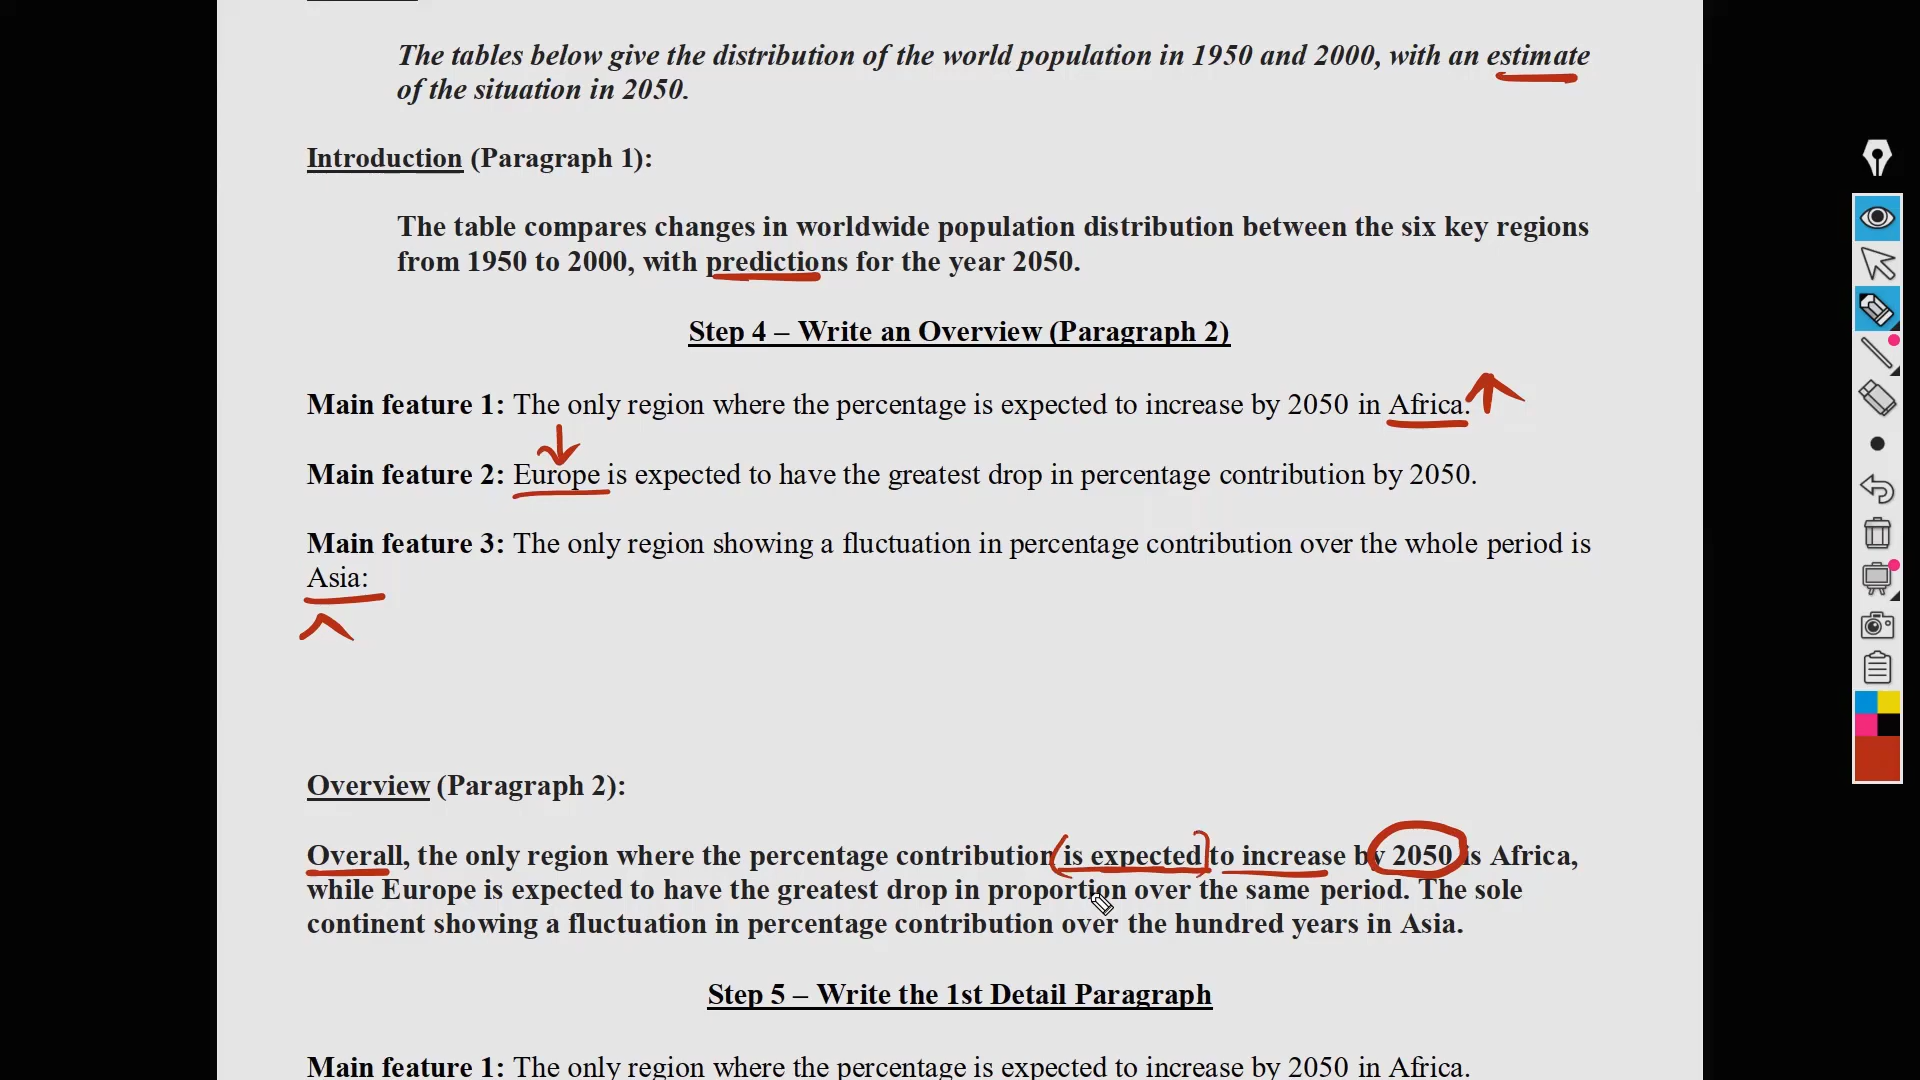 The tables below give the distribution of the world population in 1950 and 2000, with an estimate
of the situation in 2050.
Introduction (Paragraph 1):
The table compares changes in worldwide population distribution between the six key regions
from 1950 to 2000, with predictions for the year 2050.
Step 4 – Write an Overview (Paragraph 2)
Main feature 1: The only region where the percentage is expected to increase by 2050 in Africa.
Main feature 2: Europe is expected to have the greatest drop in percentage contribution by 2050.
Main feature 3: The only region showing a fluctuation in percentage contribution over the whole period is
Asia:
Overview (Paragraph 2):
Overall, the only region where the percentage contribution is expected to increase by 2050 is Africa,
while Europe is expected to have the greatest drop in proportion over the same period. The sole
continent showing a fluctuation in percentage contribution over the hundred years in Asia.
Step 5 – Write the 1st Detail Paragraph
Main feature 1: The only region where the percentage is expected to increase by 2050 in Africa.